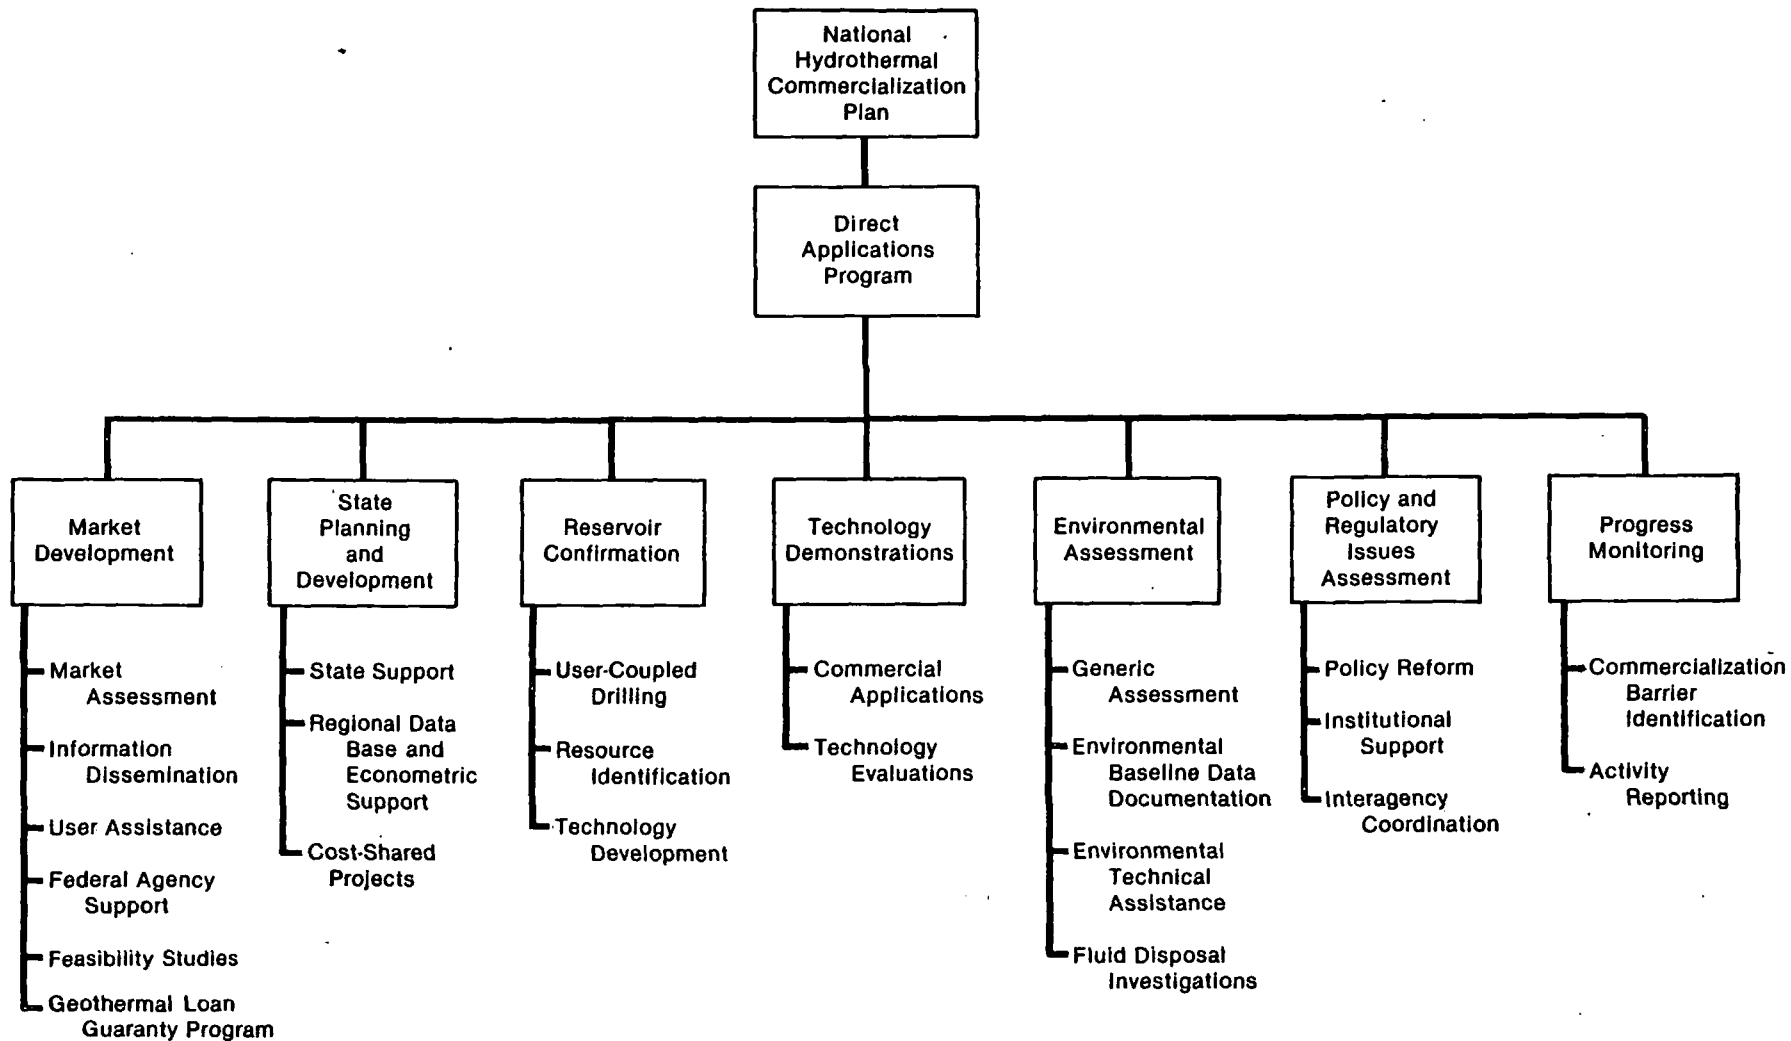 National
Hydrothermal
Commercialization
Plan
Direct
Applications
Program
Market
Development
Market
Assessment
Information
Dissemination
User Assistance
Federal Agency
Support
Feasibility Studies
Geothermal Loan
Guaranty Program
State
Planning
and
Development
State Support
Regional Data
Base and
Econometric
Support
Cost-Shared
Projects
Reservoir
Confirmation
User-Coupled
Drilling
Resource
Identification
Technology
Development
Technology
Demonstrations
Commercial
Applications
Technology
Evaluations
Environmental
Assessment
Generic
Assessment
Environmental
Baseline Data
Documentation
Environmental
Technical
Assistance
Fluid Disposal
Investigations
Policy and
Regulatory
Issues
Assessment
Policy Reform
Institutional
Support
Interagency
Coordination
Progress
Monitoring
Commercialization
Barrier
Identification
Activity
Reporting